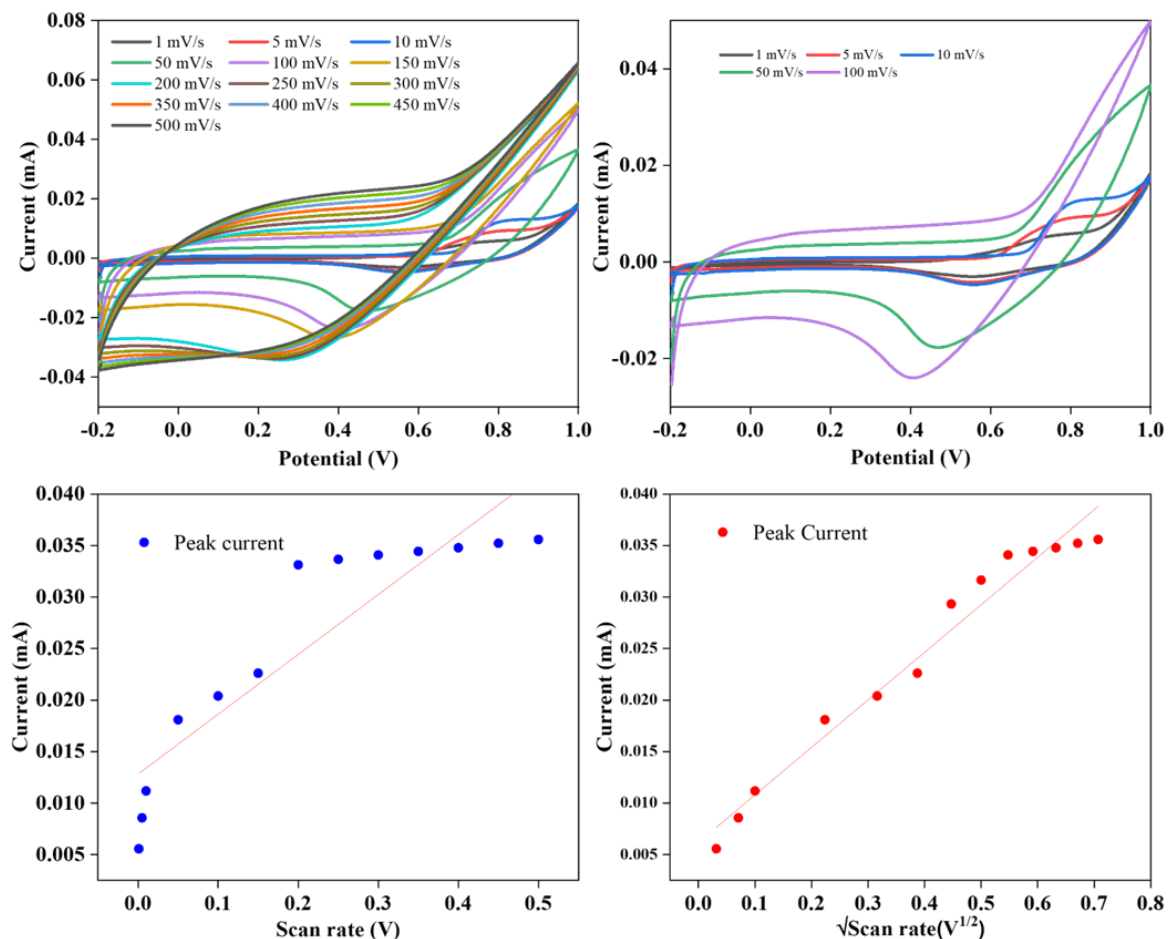 0.08
0.06
0.04
0.02
0.00
-0.02
-0.04
Current (mA)
1 mV/s 5 mV/s 10 mV/s
50 mV/s 100 mV/s 150 mV/s
200 mV/s 250 mV/s 300 mV/s
350 mV/s 400 mV/s 450 mV/s
500 mV/s
-0.2 0.0 0.2 0.4 0.6 0.8 1.0
Potential (V)
0.04
0.02
0.00
-0.02
Current (mA)
1 mV/s 5 mV/s 10 mV/s
50 mV/s 100 mV/s
-0.2 0.0 0.2 0.4 0.6 0.8 1.0
Potential (V)
0.040
0.035
0.030
0.025
0.020
0.015
0.010
0.005
Current (mA)
Peak current
0.0 0.1 0.2 0.3 0.4 0.5
Scan rate (V)
0.040
0.035
0.030
0.025
0.020
0.015
0.010
0.005
Current (mA)
Peak Current
0.0 0.1 0.2 0.3 0.4 0.5 0.6 0.7 0.8
√Scan rate(V^1/2)